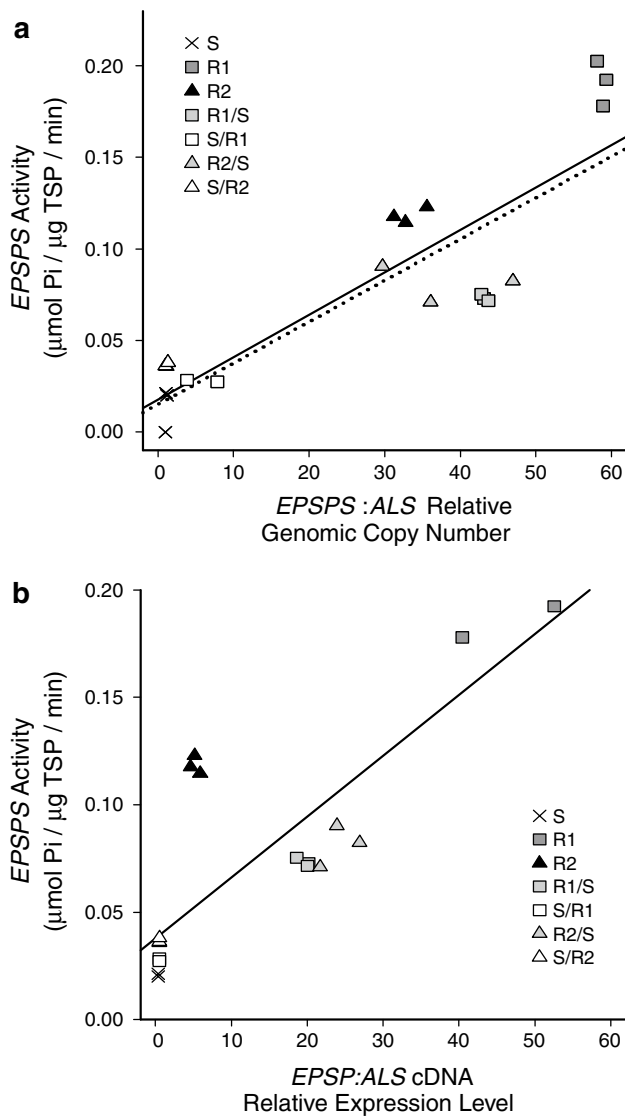 a
S
R1
R2
R1/S
S/R1
R2/S
S/R2
EPSPS Activity
(µmol Pi / µg TSP / min)
0.20
0.15
0.10
0.05
0.00
0 10 20 30 40 50 60
EPSPS :ALS Relative
Genomic Copy Number
b
EPSPS Activity
(µmol Pi / µg TSP / min)
0.20
0.15
0.10
0.05
0.00
S
R1
R2
R1/S
S/R1
R2/S
S/R2
0 10 20 30 40 50 60
EPSP:ALS cDNA
Relative Expression Level